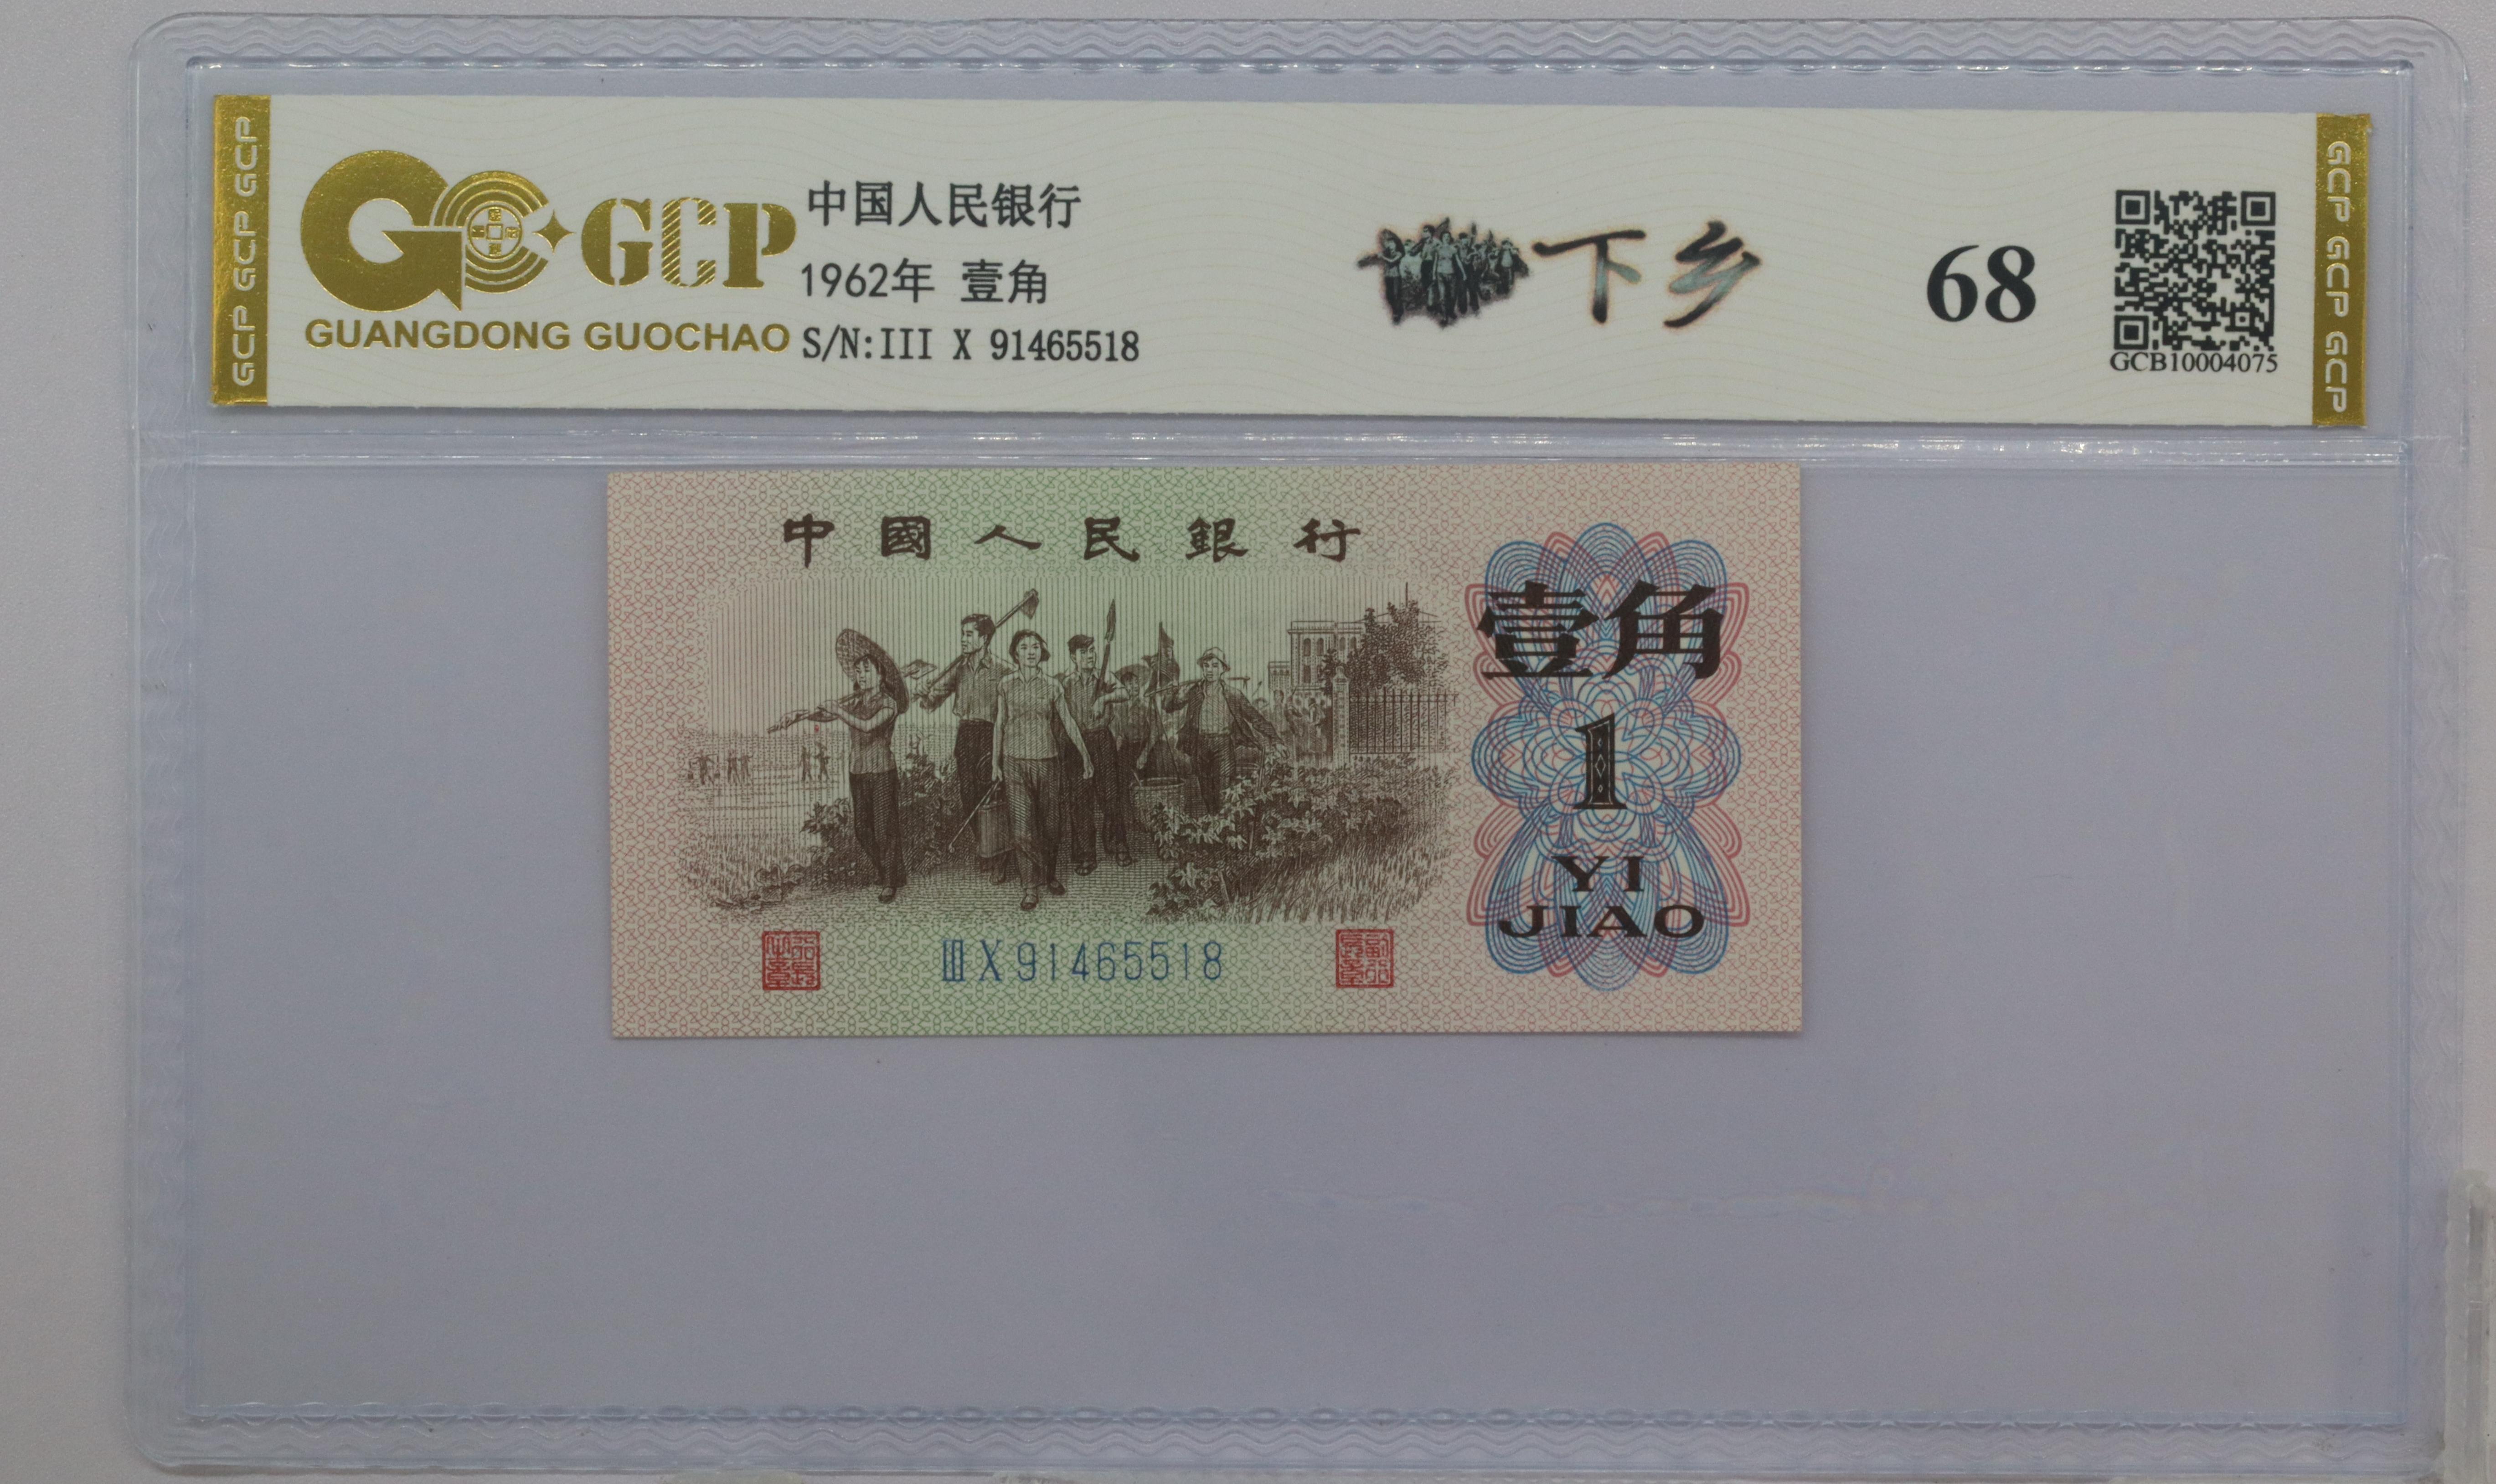 GCP GCP GCP
GCP
GUANGDONG GUOCHAO
中国人民银行
1962年 壹角
S/N:III X 91465518
下乡
68
GCB10004075
GCP GCP GCP
中國人民銀行
壹角
1
YI
JIAO
III X 91465518